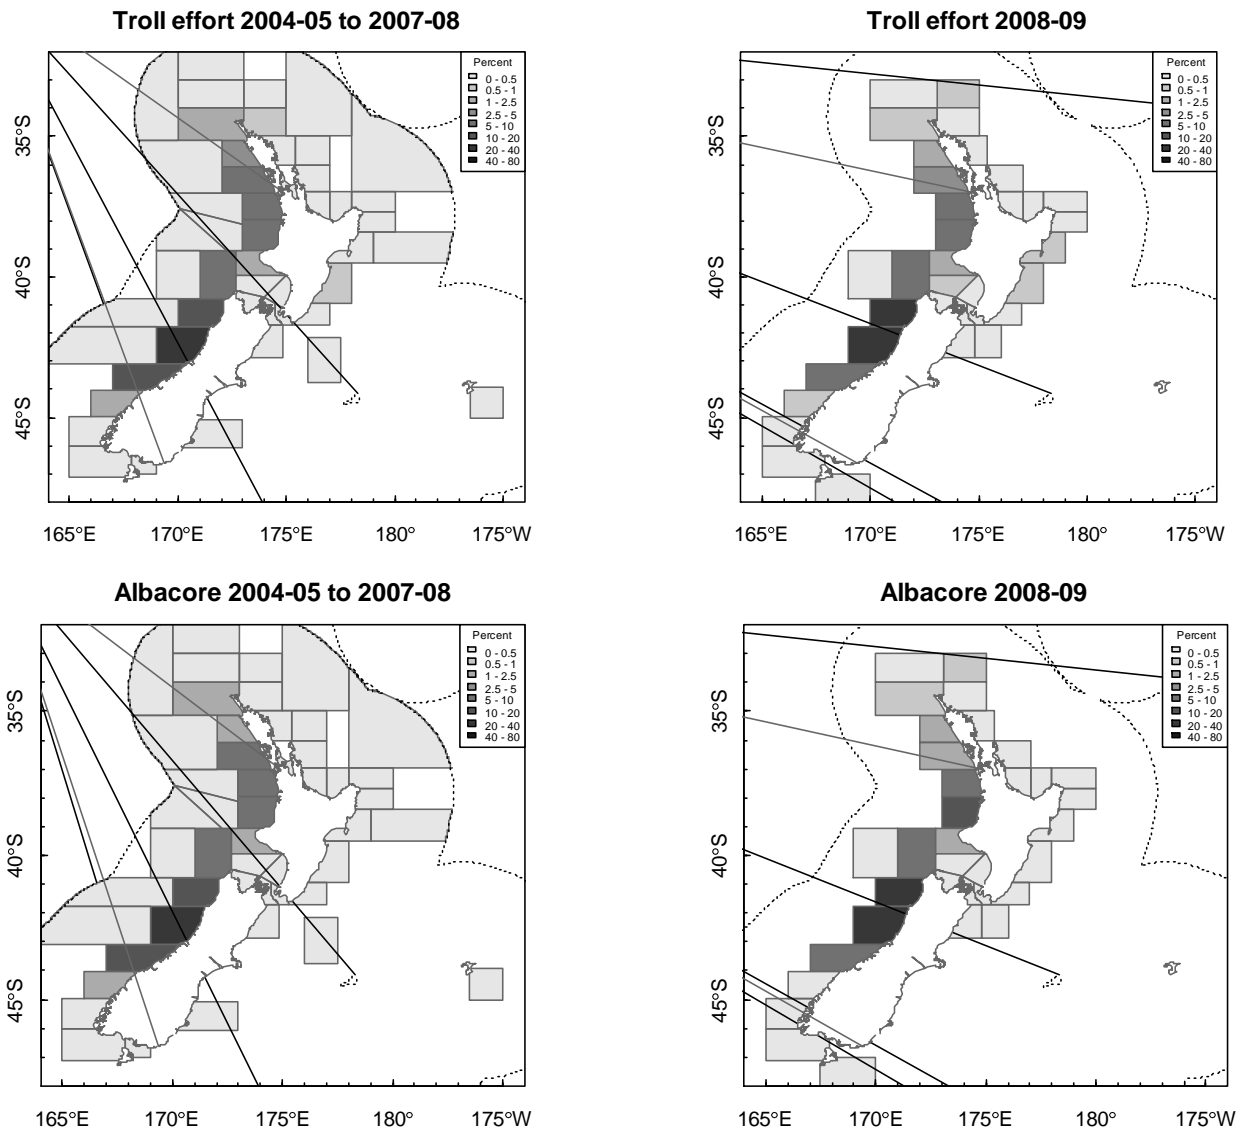 Troll effort 2004-05 to 2007-08
Percent
0 - 0.5
0.5 - 1
1 - 2.5
2.5 - 5
5 - 10
10 - 20
20 - 40
40 - 80
35°S
40°S
45°S
165°E 170°E 175°E 180° 175°W
Troll effort 2008-09
Percent
0 - 0.5
0.5 - 1
1 - 2.5
2.5 - 5
5 - 10
10 - 20
20 - 40
40 - 80
35°S
40°S
45°S
165°E 170°E 175°E 180° 175°W
Albacore 2004-05 to 2007-08
Percent
0 - 0.5
0.5 - 1
1 - 2.5
2.5 - 5
5 - 10
10 - 20
20 - 40
40 - 80
35°S
40°S
45°S
165°E 170°E 175°E 180° 175°W
Albacore 2008-09
Percent
0 - 0.5
0.5 - 1
1 - 2.5
2.5 - 5
5 - 10
10 - 20
20 - 40
40 - 80
35°S
40°S
45°S
165°E 170°E 175°E 180° 175°W